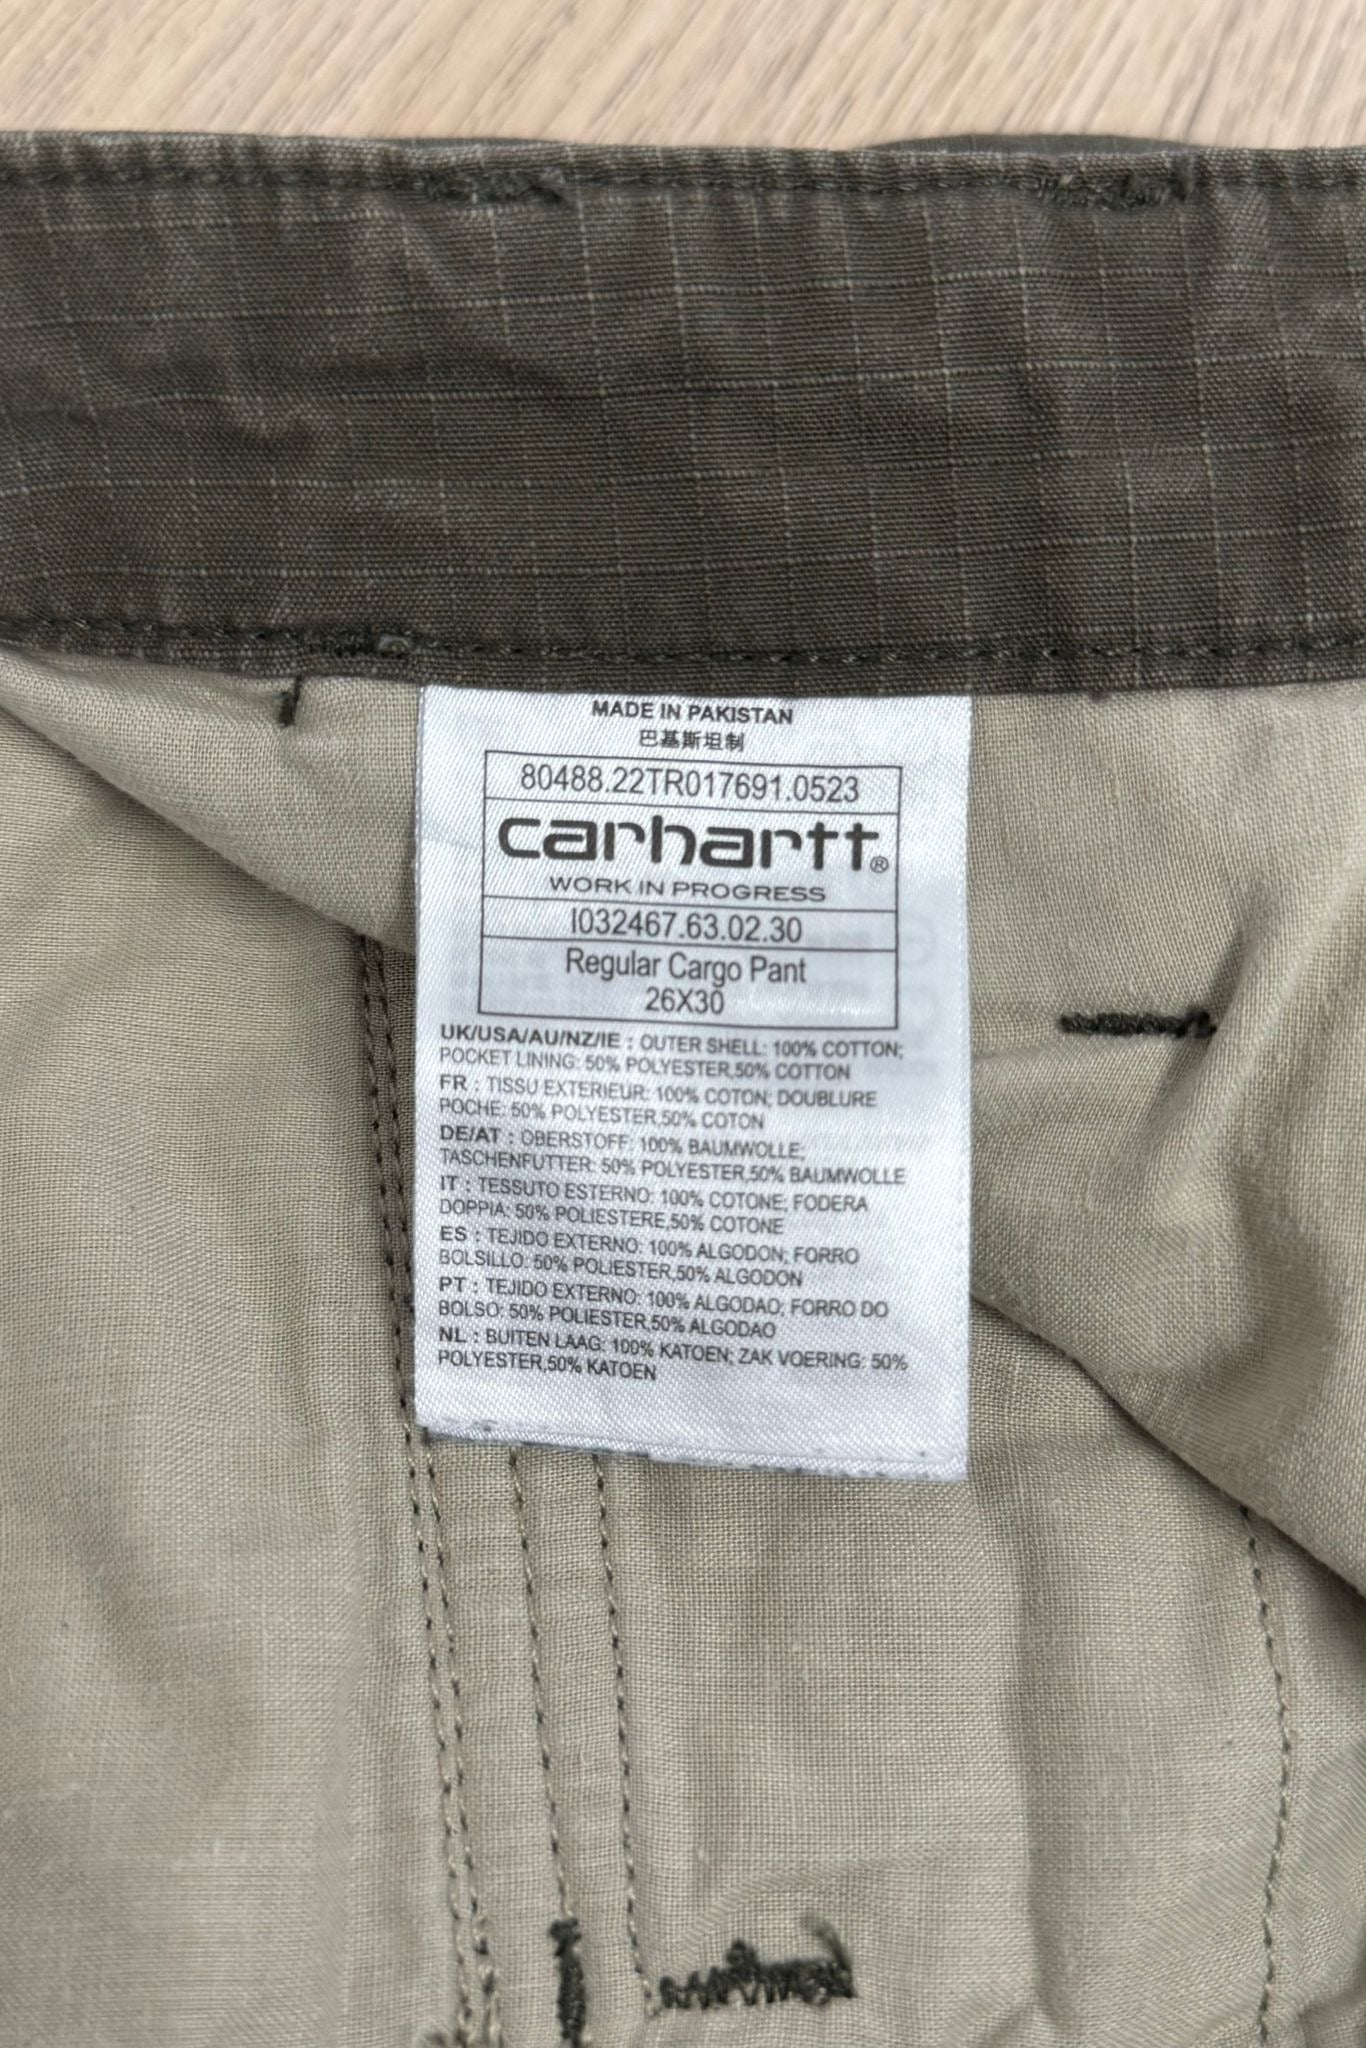 MADE IN PAKISTAN
巴基斯坦制
80488.22TR017691.0523
carhartt®
WORK IN PROGRESS
I032467.63.02.30
Regular Cargo Pant
26X30
UK/USA/AU/NZ/IE : OUTER SHELL: 100% COTTON;
POCKET LINING: 50% POLYESTER,50% COTTON
FR : TISSU EXTERIEUR: 100% COTON; DOUBLURE
POCHE: 50% POLYESTER,50% COTON
DE/AT : OBERSTOFF: 100% BAUMWOLLE;
TASCHENFUTTER: 50% POLYESTER,50% BAUMWOLLE
IT : TESSUTO ESTERNO: 100% COTONE; FODERA
DOPPIA: 50% POLIESTERE,50% COTONE
ES : TEJIDO EXTERNO: 100% ALGODON; FORRO
BOLSILLO: 50% POLIESTER,50% ALGODON
PT : TEJIDO EXTERNO: 100% ALGODAO; FORRO DO
BOLSO: 50% POLIESTER,50% ALGODAO
NL : BUITEN LAAG: 100% KATOEN; ZAK VOERING: 50%
POLYESTER,50% KATOEN